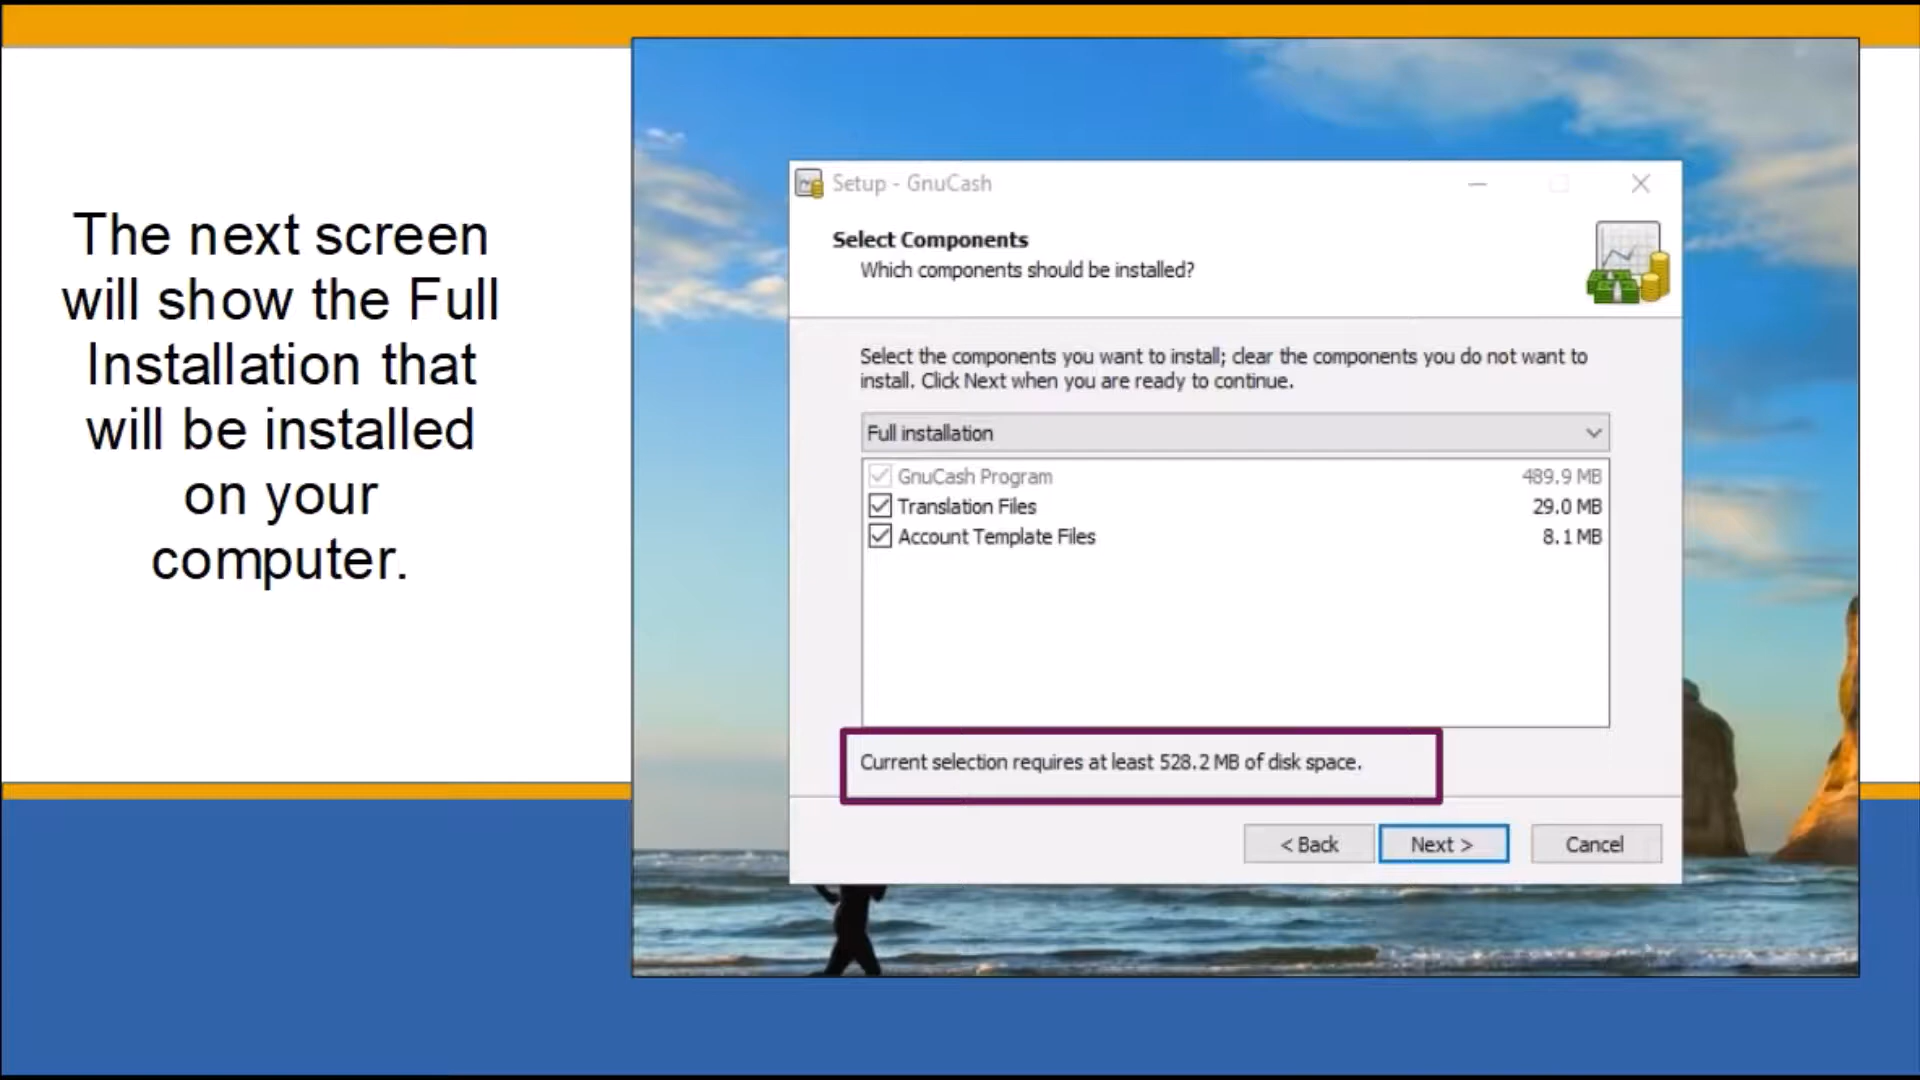 The next screen
will show the Full
Installation that
will be installed
on your
computer.
Setup - GnuCash
Select Components
Which components should be installed?
Select the components you want to install; clear the components you do not want to
install. Click Next when you are ready to continue.
Full installation
GnuCash Program 489.9 MB
Translation Files 29.0 MB
Account Template Files 8.1 MB
Current selection requires at least 528.2 MB of disk space.
< Back Next > Cancel